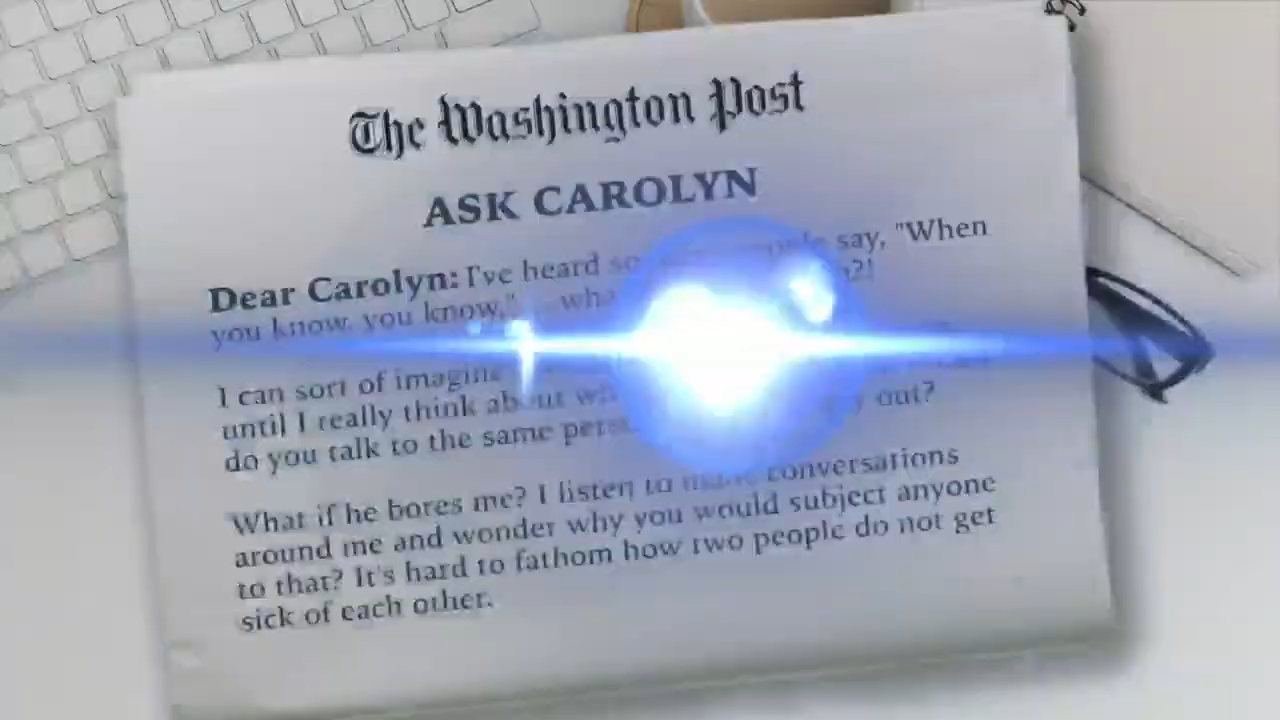 The Washington Post
ASK CAROLYN
Dear Carolyn: I've heard say, "When
you know, you know,"
I can sort of imagine
until I really think about out?
do you talk to the same
What if he bores me? I listen to conversations
around me and wonder why you would subject anyone
to that? It's hard to fathom how two people do not get
sick of each other.